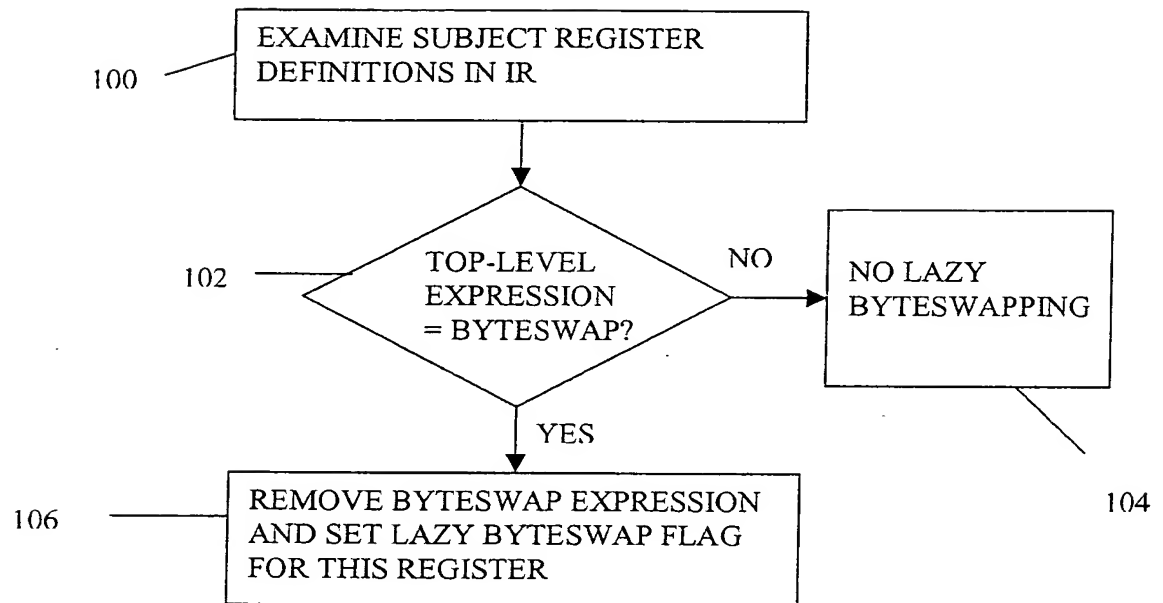 EXAMINE SUBJECT REGISTER
DEFINITIONS IN IR
100
TOP-LEVEL
EXPRESSION
= BYTESWAP?
102
NO
NO LAZY
BYTESWAPPING
104
YES
REMOVE BYTESWAP EXPRESSION
AND SET LAZY BYTESWAP FLAG
FOR THIS REGISTER
106